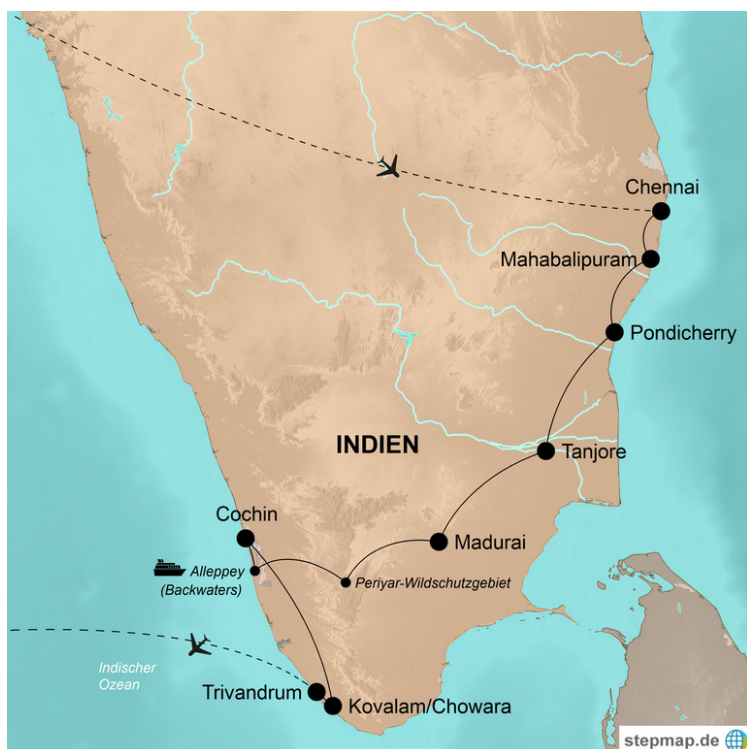 Chennai
Mahabalipuram
Pondicherry
INDIEN
Tanjore
Cochin
Madurai
Alleppey
(Backwaters)
Periyar-Wildschutzgebiet
Indischer
Ozean
Trivandrum
Kovalam/Chowara
stepmap.de